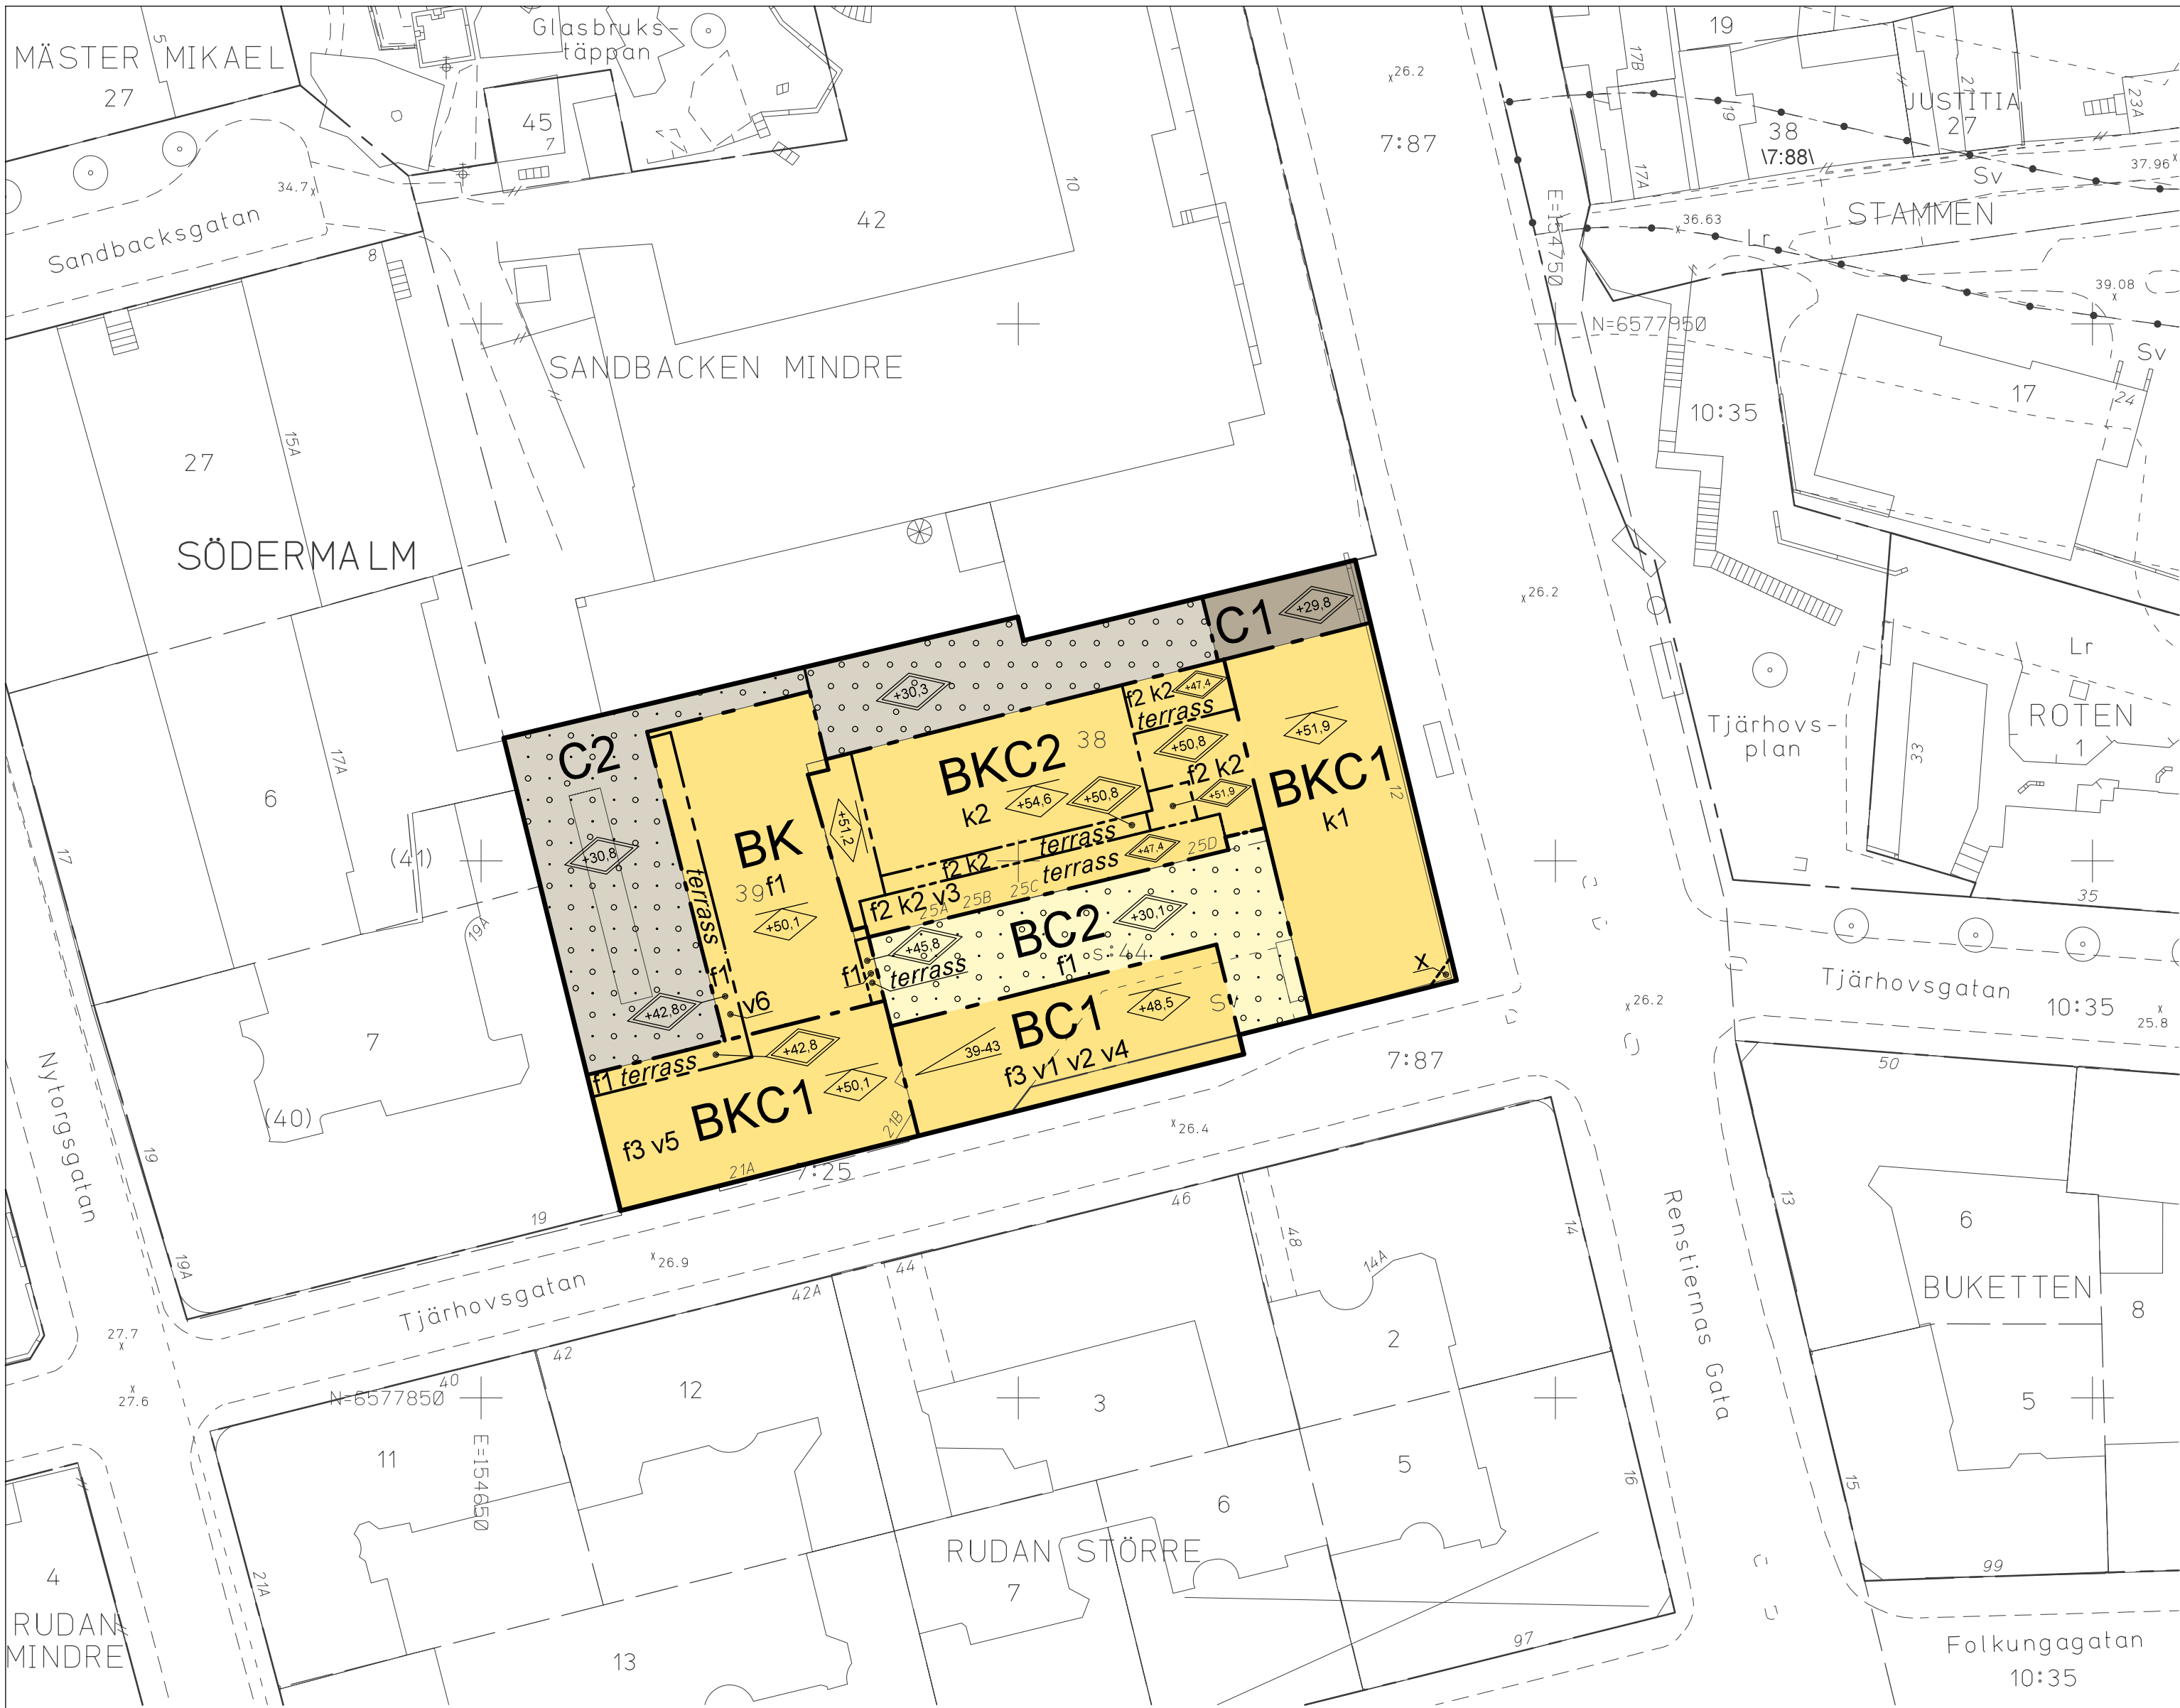 Glasbruks-
täppan
MÄSTER MIKAEL
27
5
45
7
34.7
Sandbacksgatan
8
42
10
26.2
7:87
19
17B
17A
19
38
\7:88\
21
JUSTITIA
27
23A
37.96
Sv
STAMMEN
36.63
Lr
E=154750
N=6577950
39.08
Sv
17
24
10:35
SANDBACKEN MINDRE
27
15A
SÖDERMALM
26.2
6
17A
17
(41)
19A
7
(40)
19
Nytorgsgatan
19A
19
C1
+29,8
+30,3
C2
+30,8
+42,8
BK
39
f1
+50,1
terrass
f1
v6
+51,2
BKC2
38
k2
+54,6
+50,8
f2 k2
+47,4
terrass
+50,8
f2 k2
+51,9
+51,9
BKC1
k1
12
f2 k2
terrass
f2 k2 v3
terrass
+47,4
25A
25B
25C
25D
BC2
+30,1
f1
s:44
+45,8
f1
terrass
x
BC1
+48,5
39-43
f3 v1 v2 v4
f1 terrass
+42,8
BKC1
+50,1
f3 v5
21A
21B
7:25
Lr
Tjärhovs-
plan
33
ROTEN
1
35
Tjärhovsgatan
10:35
25.8
26.2
7:87
26.4
26.9
Tjärhovsgatan
27.7
27.6
46
48
44
42A
42
40
14A
14
2
12
3
N=6577850
E=154650
11
5
6
16
RUDAN STÖRRE
7
13
97
21A
4
RUDAN
MINDRE
Renstiernas Gata
50
13
6
BUKETTEN
8
5
15
99
Folkungagatan
10:35